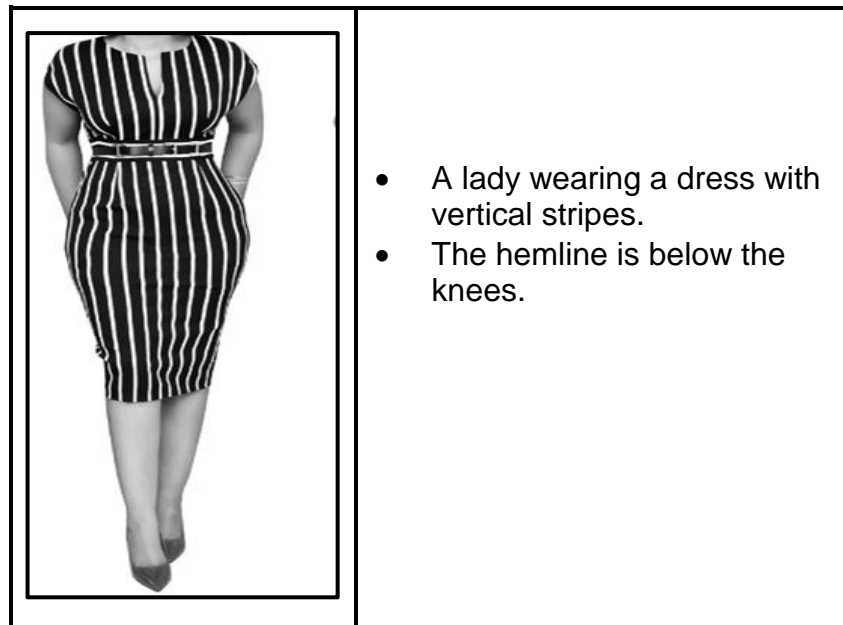 • A lady wearing a dress with
vertical stripes.
• The hemline is below the
knees.